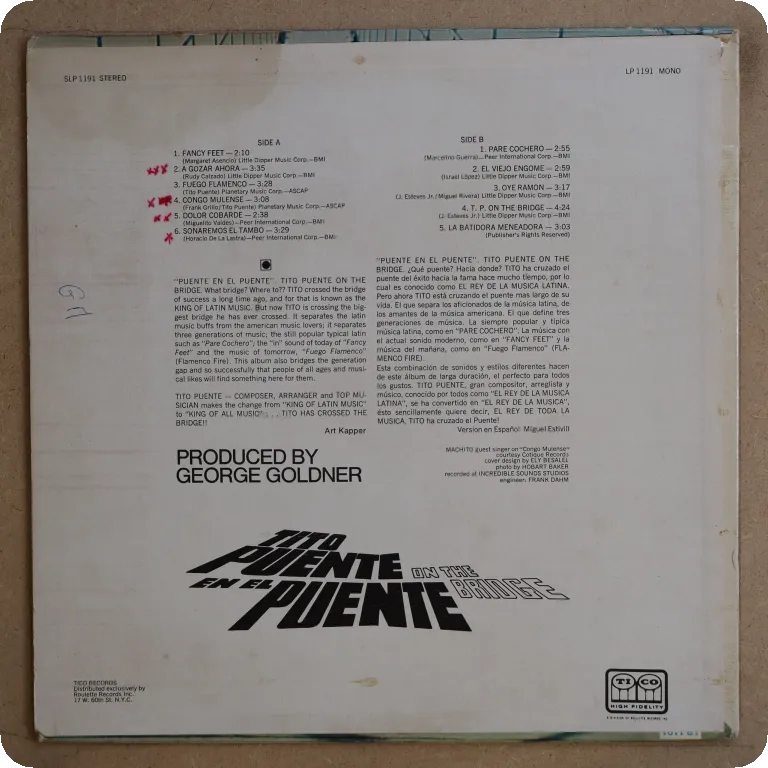 SLP 1191 STEREO
LP 1191 MONO
SIDE A
1. FANCY FEET — 2:10
(Margaret Asencio) Little Dipper Music Corp.—BMI
2. A GOZAR AHORA — 3:35
(Rudy Calzado) Little Dipper Music Corp.—BMI
3. FUEGO FLAMENCO — 3:28
(Tito Puente) Planetary Music Corp.—ASCAP
4. CONGO MULENSE — 3:08
(Frank Grillo/Tito Puente) Planetary Music Corp.—ASCAP
5. DOLOR COBARDE — 2:38
(Miguelito Valdes)—Peer International Corp.—BMI
6. SONAREMOS EL TAMBO — 3:29
(Horacio De La Lastra)—Peer International Corp.—BMI
SIDE B
1. PARE COCHERO — 2:55
(Marcelino Guerra)—Peer International Corp.—BMI
2. EL VIEJO ENGOME — 2:59
(Israel López) Little Dipper Music Corp.—BMI
3. OYE RAMON — 3:17
(J. Esteves Jr./Miguel Rivera) Little Dipper Music Corp.—BMI
4. T. P. ON THE BRIDGE — 4:24
(J. Esteves Jr.) Little Dipper Music Corp.—BMI
5. LA BATIDORA MENEADORA — 3:03
(Publisher's Rights Reserved)
"PUENTE EN EL PUENTE". TITO PUENTE ON THE
BRIDGE. What bridge? Where to?? TITO crossed the bridge
of success a long time ago, and for that is known as the
KING OF LATIN MUSIC. But now TITO is crossing the big-
gest bridge he has ever crossed. It separates the latin
music buffs from the american music lovers; it separates
three generations of music; the still popular typical latin
such as "Pare Cochero"; the "in" sound of today of "Fancy
Feet" and the music of tomorrow, "Fuego Flamenco"
(Flamenco Fire). This album also bridges the generation
gap and so successfully that people of all ages and musi-
cal likes will find something here for them.
TITO PUENTE — COMPOSER, ARRANGER and TOP MU-
SICIAN makes the change from "KING OF LATIN MUSIC"
to "KING OF ALL MUSIC" . . . TITO HAS CROSSED THE
BRIDGE!!
Art Kapper
"PUENTE EN EL PUENTE". TITO PUENTE ON THE
BRIDGE. ¿Qué puente? Hacia donde? TITO ha cruzado el
puente del éxito hacia la fama hace mucho tiempo, por lo
cual es conocido como EL REY DE LA MUSICA LATINA.
Pero ahora TITO está cruzando el puente mas largo de su
vida. El que separa los aficionados de la música latina, de
los amantes de la música americana. El que define tres
generaciones de música. La siempre popular y típica
música latina, como en "PARE COCHERO". La música con
el actual sonido moderno, como en "FANCY FEET" y la
música del mañana, como en "Fuego Flamenco" (FLA-
MENCO FIRE).
Esta combinación de sonidos y estilos diferentes hacen
de este álbum de larga duración, el perfecto para todos
los gustos. TITO PUENTE, gran compositor, arreglista y
músico, conocido por todos como "EL REY DE LA MUSICA
LATINA", se ha convertido en "EL REY DE LA MUSICA",
ésto sencillamente quiere decir, EL REY DE TODA LA
MUSICA. TITO ha cruzado el Puente!
Version en Español: Miguel Estivill
PRODUCED BY
GEORGE GOLDNER
MACHITO guest singer on "Congo Mulense"
courtesy Cotique Records
cover design by ELY BESALEL
photo by HOBART BAKER
recorded at INCREDIBLE SOUNDS STUDIOS
engineer: FRANK DAHM
TITO
PUENTE ON THE
EN EL PUENTE BRIDGE
TICO RECORDS
Distributed exclusively by
Roulette Records Inc.
17 W. 60th St. N.Y.C.
TICO
HIGH FIDELITY
A DIVISION OF ROULETTE RECORDS INC.